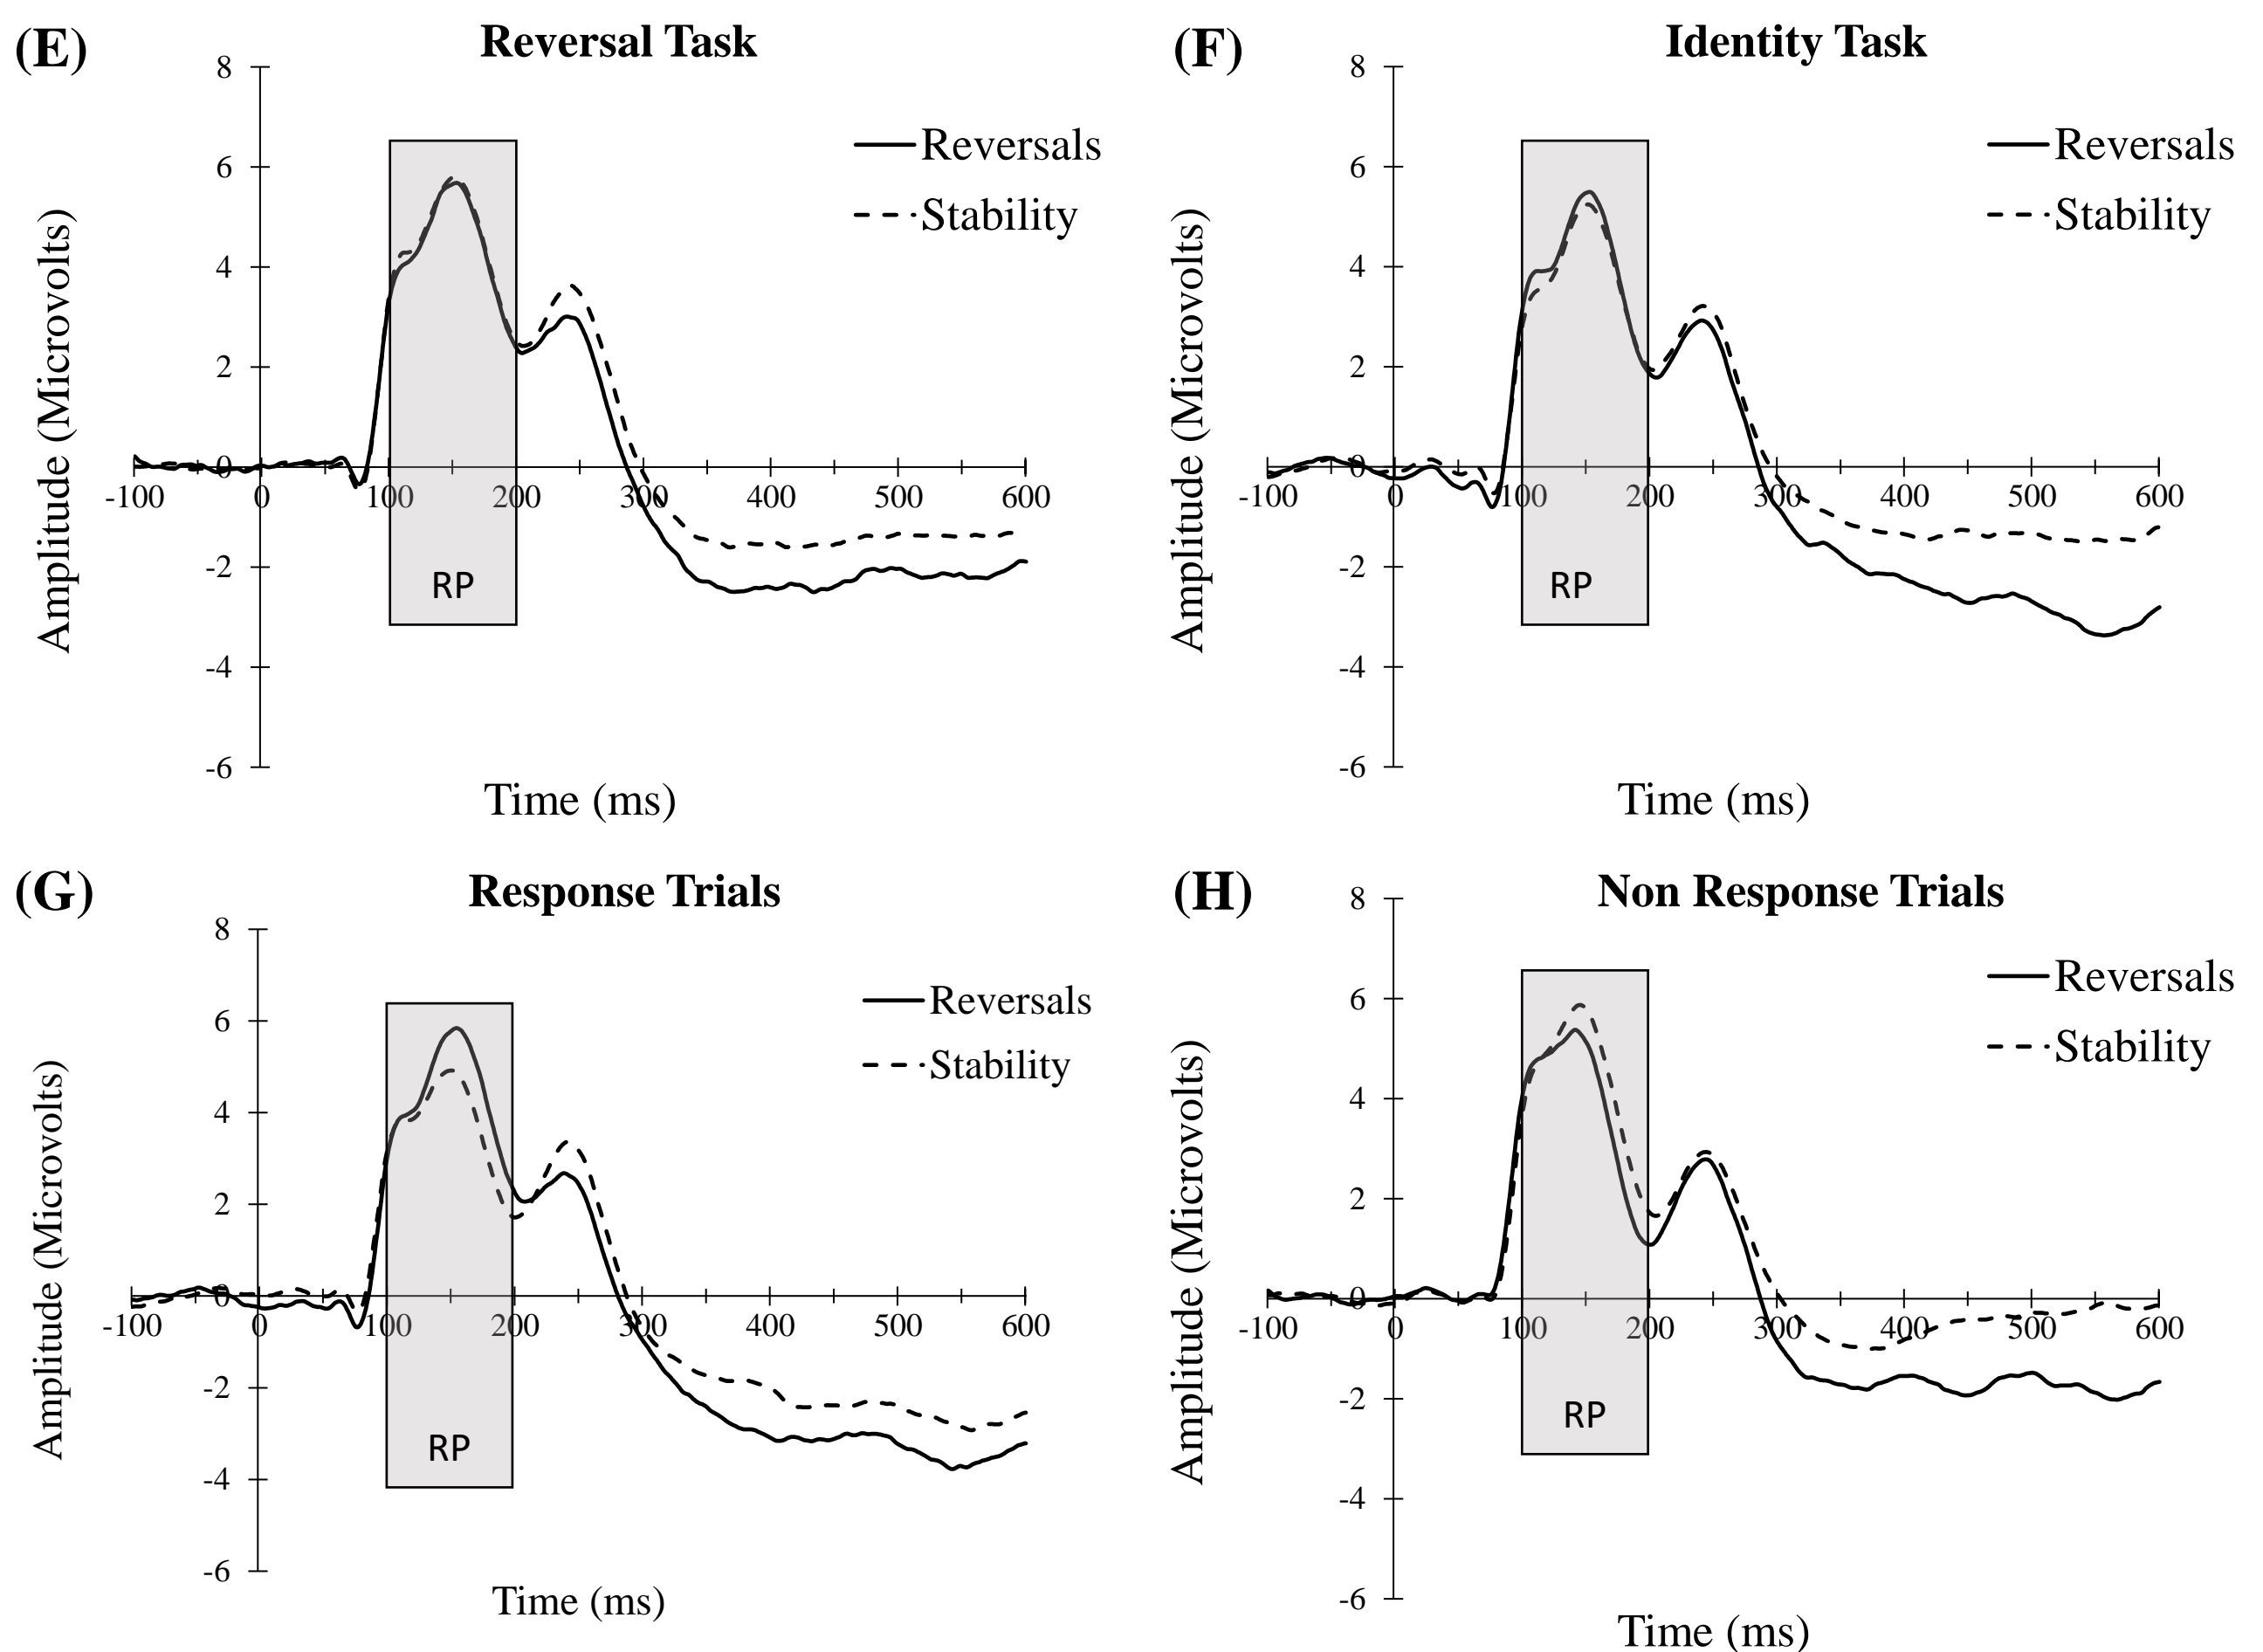 (E)
Reversal Task
8
6
4
2
0
-2
-4
-6
-100 0 100 200 300 400 500 600
Amplitude (Microvolts)
Time (ms)
Reversals
Stability
RP
(F)
Identity Task
8
6
4
2
0
-2
-4
-6
-100 0 100 200 300 400 500 600
Amplitude (Microvolts)
Time (ms)
Reversals
Stability
RP
(G)
Response Trials
8
6
4
2
0
-2
-4
-6
-100 0 100 200 300 400 500 600
Amplitude (Microvolts)
Time (ms)
Reversals
Stability
RP
(H)
Non Response Trials
8
6
4
2
0
-2
-4
-6
-100 0 100 200 300 400 500 600
Amplitude (Microvolts)
Time (ms)
Reversals
Stability
RP